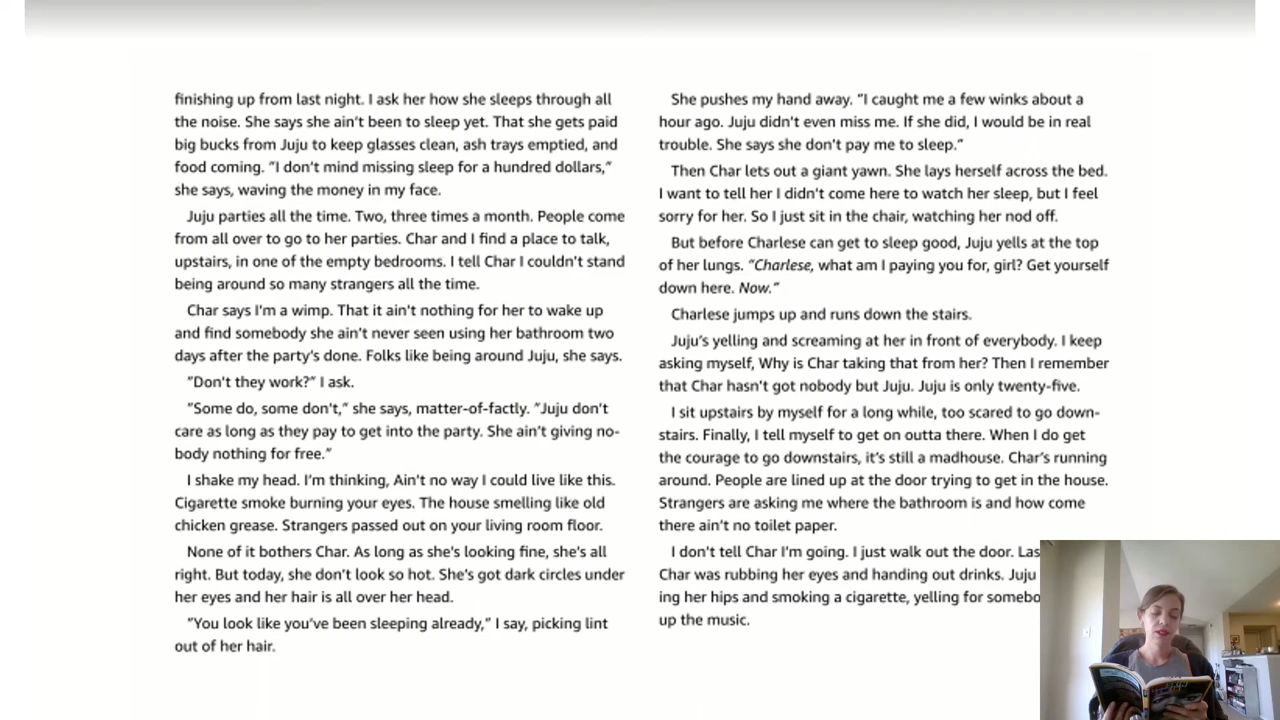 finishing up from last night. I ask her how she sleeps through all
the noise. She says she ain't been to sleep yet. That she gets paid
big bucks from Juju to keep glasses clean, ash trays emptied, and
food coming. “I don't mind missing sleep for a hundred dollars,”
she says, waving the money in my face.
Juju parties all the time. Two, three times a month. People come
from all over to go to her parties. Char and I find a place to talk,
upstairs, in one of the empty bedrooms. I tell Char I couldn't stand
being around so many strangers all the time.
Char says I'm a wimp. That it ain't nothing for her to wake up
and find somebody she ain't never seen using her bathroom two
days after the party's done. Folks like being around Juju, she says.
“Don't they work?” I ask.
“Some do, some don't,” she says, matter-of-factly. “Juju don't
care as long as they pay to get into the party. She ain't giving no-
body nothing for free.”
I shake my head. I'm thinking, Ain't no way I could live like this.
Cigarette smoke burning your eyes. The house smelling like old
chicken grease. Strangers passed out on your living room floor.
None of it bothers Char. As long as she's looking fine, she's all
right. But today, she don't look so hot. She's got dark circles under
her eyes and her hair is all over her head.
“You look like you've been sleeping already,” I say, picking lint
out of her hair.
She pushes my hand away. “I caught me a few winks about a
hour ago. Juju didn't even miss me. If she did, I would be in real
trouble. She says she don't pay me to sleep.”
Then Char lets out a giant yawn. She lays herself across the bed.
I want to tell her I didn't come here to watch her sleep, but I feel
sorry for her. So I just sit in the chair, watching her nod off.
But before Charlese can get to sleep good, Juju yells at the top
of her lungs. “Charlese, what am I paying you for, girl? Get yourself
down here. Now.”
Charlese jumps up and runs down the stairs.
Juju's yelling and screaming at her in front of everybody. I keep
asking myself, Why is Char taking that from her? Then I remember
that Char hasn't got nobody but Juju. Juju is only twenty-five.
I sit upstairs by myself for a long while, too scared to go down-
stairs. Finally, I tell myself to get on outta there. When I do get
the courage to go downstairs, it's still a madhouse. Char's running
around. People are lined up at the door trying to get in the house.
Strangers are asking me where the bathroom is and how come
there ain't no toilet paper.
I don't tell Char I'm going. I just walk out the door. Las
Char was rubbing her eyes and handing out drinks. Juju
ing her hips and smoking a cigarette, yelling for somebo
up the music.